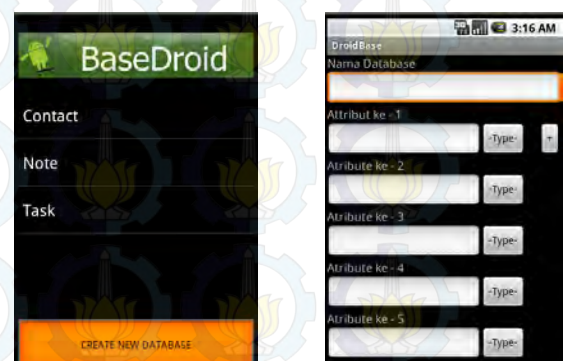 BaseDroid
Contact
Note
Task
CREATE NEW DATABASE
3G 3:16 AM
DroidBase
Nama Database
Attribut ke - 1
-Type- +
Atribute ke - 2
-Type-
Atribute ke - 3
-Type-
Atribute ke - 4
-Type-
Atribute ke - 5
-Type-